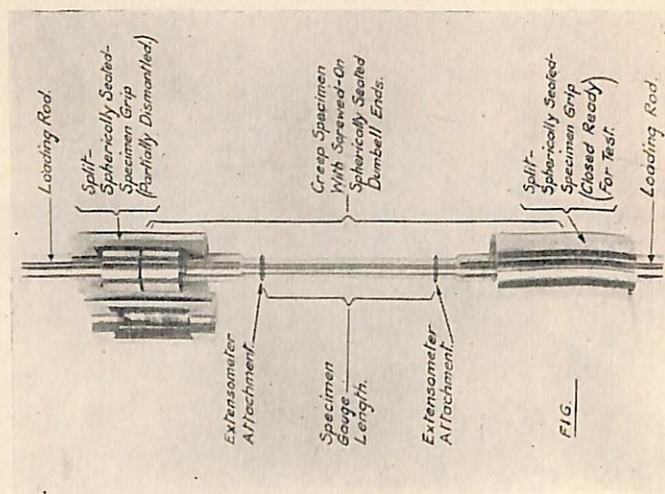 Loading Rod.
Split-
Spherically Seated-
Specimen Grip
(Partially Dismantled.)
Creep Specimen
With Screwed-On
Spherically Seated
Dumbell Ends.
Split-
Spherically Seated-
Specimen Grip
(Closed Ready)
(For Test.
Loading Rod.
Extensometer
Attachment.
Specimen
Gauge
Length.
Extensometer
Attachment.
FIG.